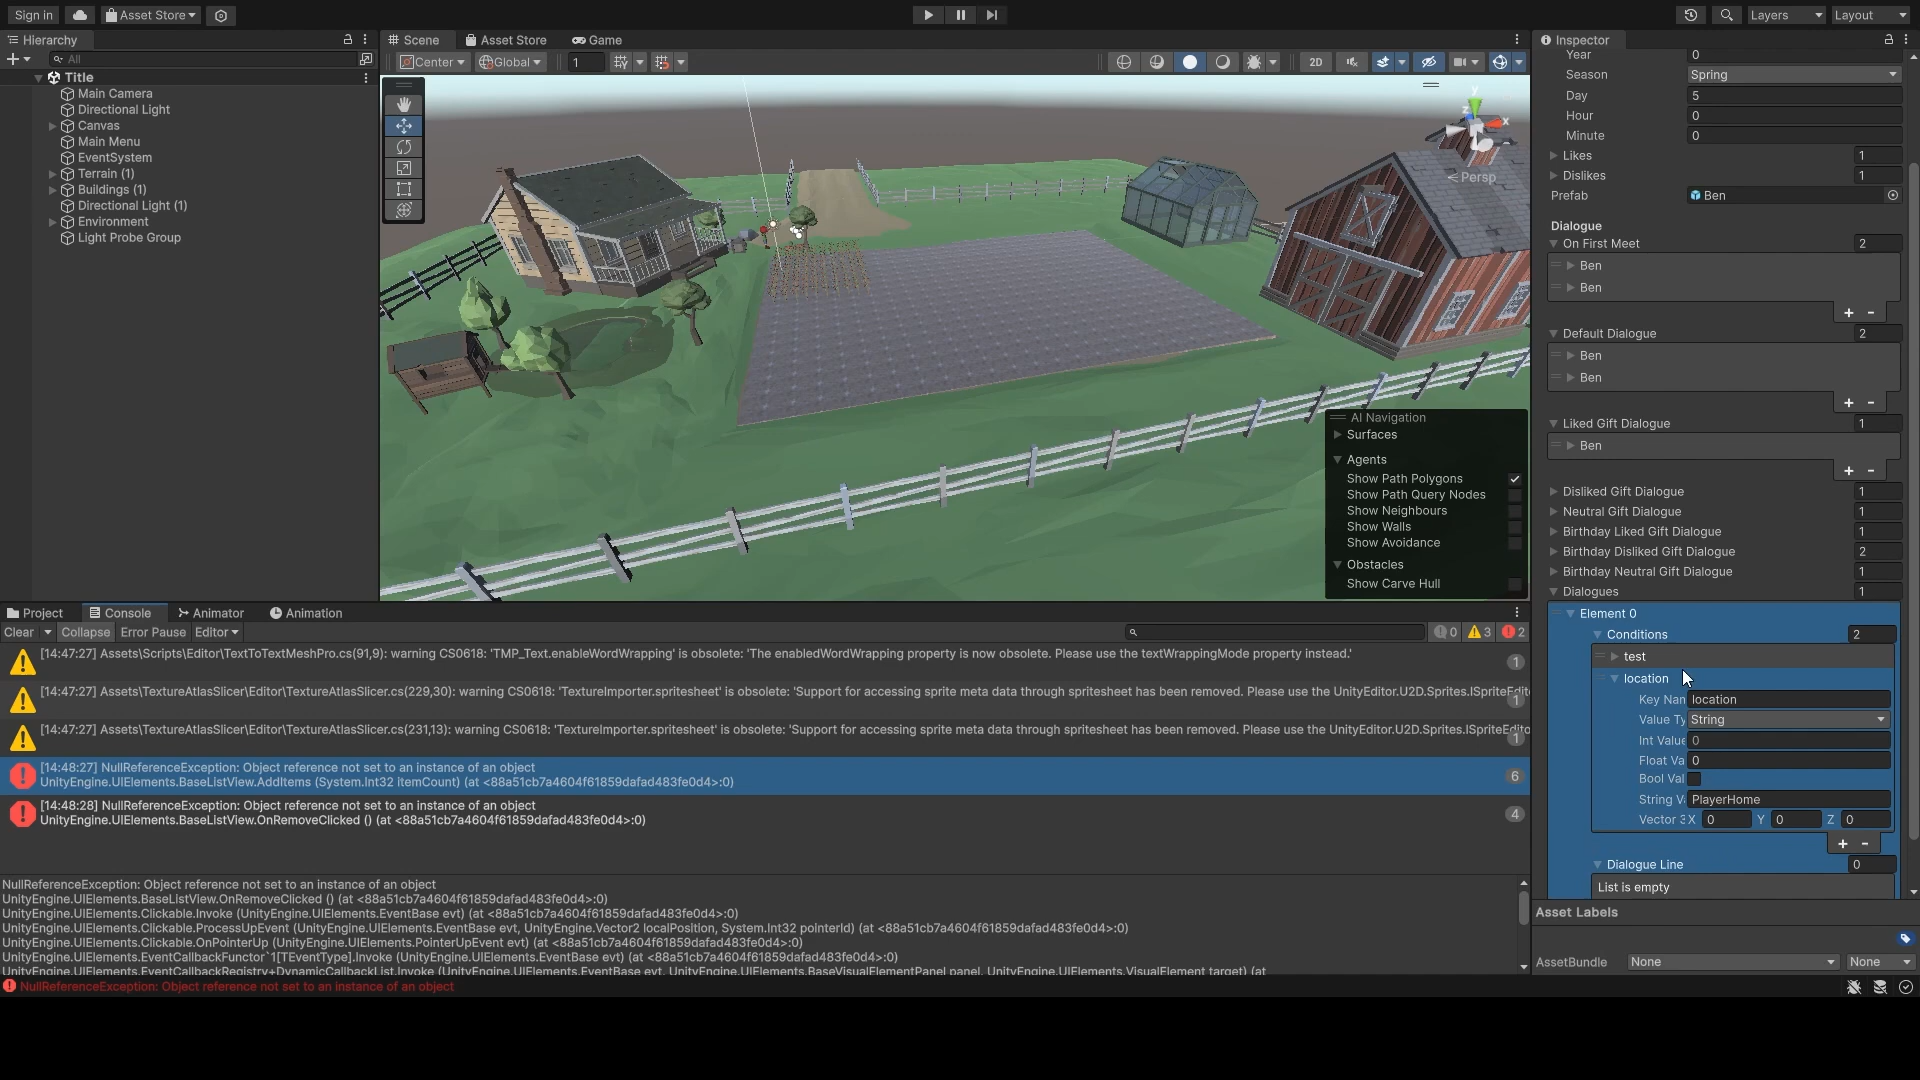 Sign in
Asset Store
Layers
Layout
Hierarchy
All
Title
Main Camera
Directional Light
Canvas
Main Menu
EventSystem
Terrain (1)
Buildings (1)
Directional Light (1)
Environment
Light Probe Group
Scene
Asset Store
Game
Center
Global
1
2D
y
x
z
Persp
AI Navigation
Surfaces
Agents
Show Path Polygons
Show Path Query Nodes
Show Neighbours
Show Walls
Show Avoidance
Obstacles
Show Carve Hull
Inspector
Year 0
Season Spring
Day 5
Hour 0
Minute 0
Likes 1
Dislikes 1
Prefab Ben
Dialogue
On First Meet 2
Ben
Ben
+ -
Default Dialogue 2
Ben
Ben
+ -
Liked Gift Dialogue 1
Ben
+ -
Disliked Gift Dialogue 1
Neutral Gift Dialogue 1
Birthday Liked Gift Dialogue 1
Birthday Disliked Gift Dialogue 2
Birthday Neutral Gift Dialogue 1
Dialogues 1
Element 0
Conditions 2
test
location
Key Nan location
Value Ty String
Int Value 0
Float Va 0
Bool Val
String V PlayerHome
Vector 3 X 0 Y 0 Z 0
+ -
Dialogue Line 0
List is empty
Asset Labels
AssetBundle None None
Project
Console
Animator
Animation
Clear
Collapse
Error Pause
Editor
0 3 2
[14:47:27] Assets\Scripts\Editor\TextToTextMeshPro.cs(91,9): warning CS0618: 'TMP_Text.enableWordWrapping' is obsolete: 'The enabledWordWrapping property is now obsolete. Please use the textWrappingMode property instead.'
1
[14:47:27] Assets\TextureAtlasSlicer\Editor\TextureAtlasSlicer.cs(229,30): warning CS0618: 'TextureImporter.spritesheet' is obsolete: 'Support for accessing sprite meta data through spritesheet has been removed. Please use the UnityEditor.U2D.Sprites.ISpriteEdit
1
[14:47:27] Assets\TextureAtlasSlicer\Editor\TextureAtlasSlicer.cs(231,13): warning CS0618: 'TextureImporter.spritesheet' is obsolete: 'Support for accessing sprite meta data through spritesheet has been removed. Please use the UnityEditor.U2D.Sprites.ISpriteEdit
1
[14:48:27] NullReferenceException: Object reference not set to an instance of an object
UnityEngine.UIElements.BaseListView.AddItems (System.Int32 itemCount) (at <88a51cb7a4604f61859dafad483fe0d4>:0)
6
[14:48:28] NullReferenceException: Object reference not set to an instance of an object
UnityEngine.UIElements.BaseListView.OnRemoveClicked () (at <88a51cb7a4604f61859dafad483fe0d4>:0)
4
NullReferenceException: Object reference not set to an instance of an object
UnityEngine.UIElements.BaseListView.OnRemoveClicked () (at <88a51cb7a4604f61859dafad483fe0d4>:0)
UnityEngine.UIElements.Clickable.Invoke (UnityEngine.UIElements.EventBase evt) (at <88a51cb7a4604f61859dafad483fe0d4>:0)
UnityEngine.UIElements.Clickable.ProcessUpEvent (UnityEngine.UIElements.EventBase evt, UnityEngine.Vector2 localPosition, System.Int32 pointerId) (at <88a51cb7a4604f61859dafad483fe0d4>:0)
UnityEngine.UIElements.Clickable.OnPointerUp (UnityEngine.UIElements.PointerUpEvent evt) (at <88a51cb7a4604f61859dafad483fe0d4>:0)
UnityEngine.UIElements.EventCallbackFunctor`1[TEventType].Invoke (UnityEngine.UIElements.EventBase evt) (at <88a51cb7a4604f61859dafad483fe0d4>:0)
UnityEngine.UIElements.EventCallbackRegistry+DynamicCallbackList.Invoke (UnityEngine.UIElements.EventBase evt, UnityEngine.UIElements.BaseVisualElementPanel panel, UnityEngine.UIElements.VisualElement target) (at
NullReferenceException: Object reference not set to an instance of an object